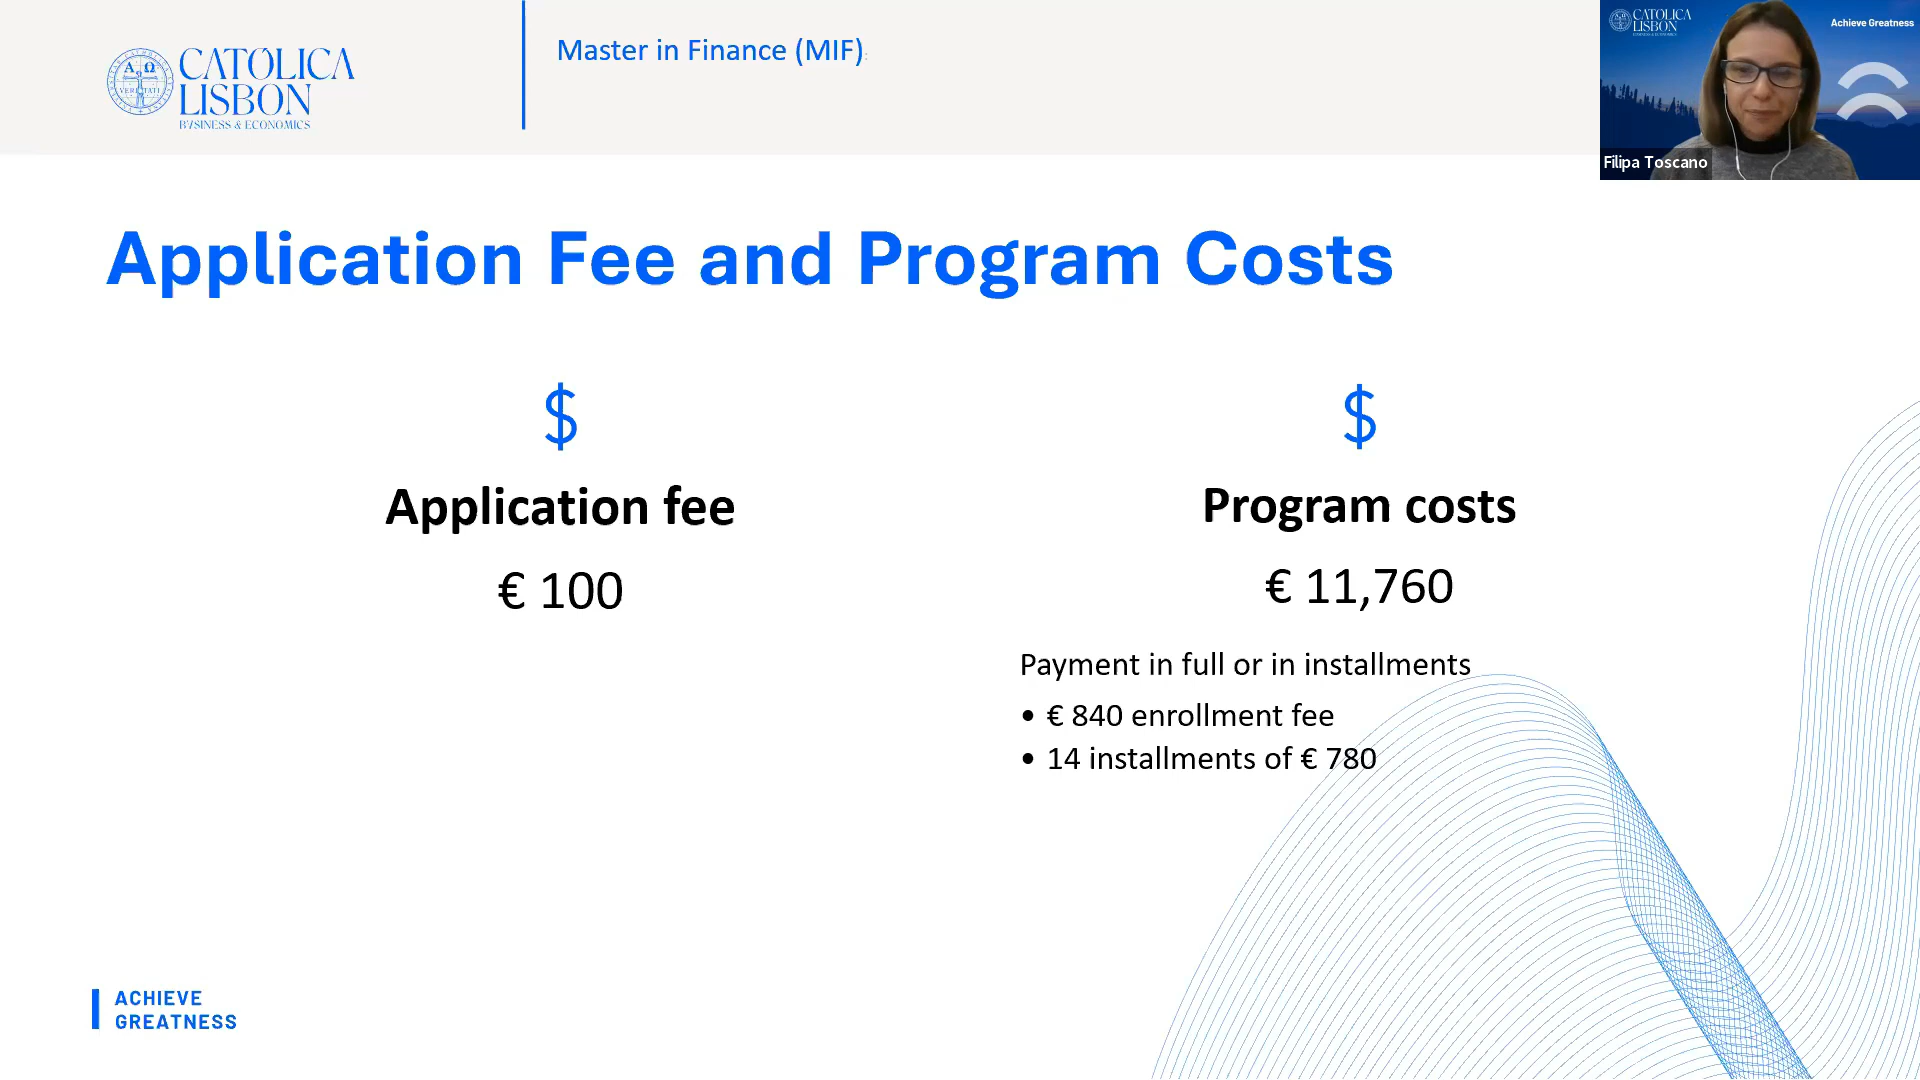 CATÓLICA
LISBON
BUSINESS & ECONOMICS
Master in Finance (MIF)
CATÓLICA
LISBON
Achieve Greatness
Filipa Toscano
Application Fee and Program Costs
$
Application fee
€ 100
$
Program costs
€ 11,760
Payment in full or in installments
• € 840 enrollment fee
• 14 installments of € 780
ACHIEVE
GREATNESS